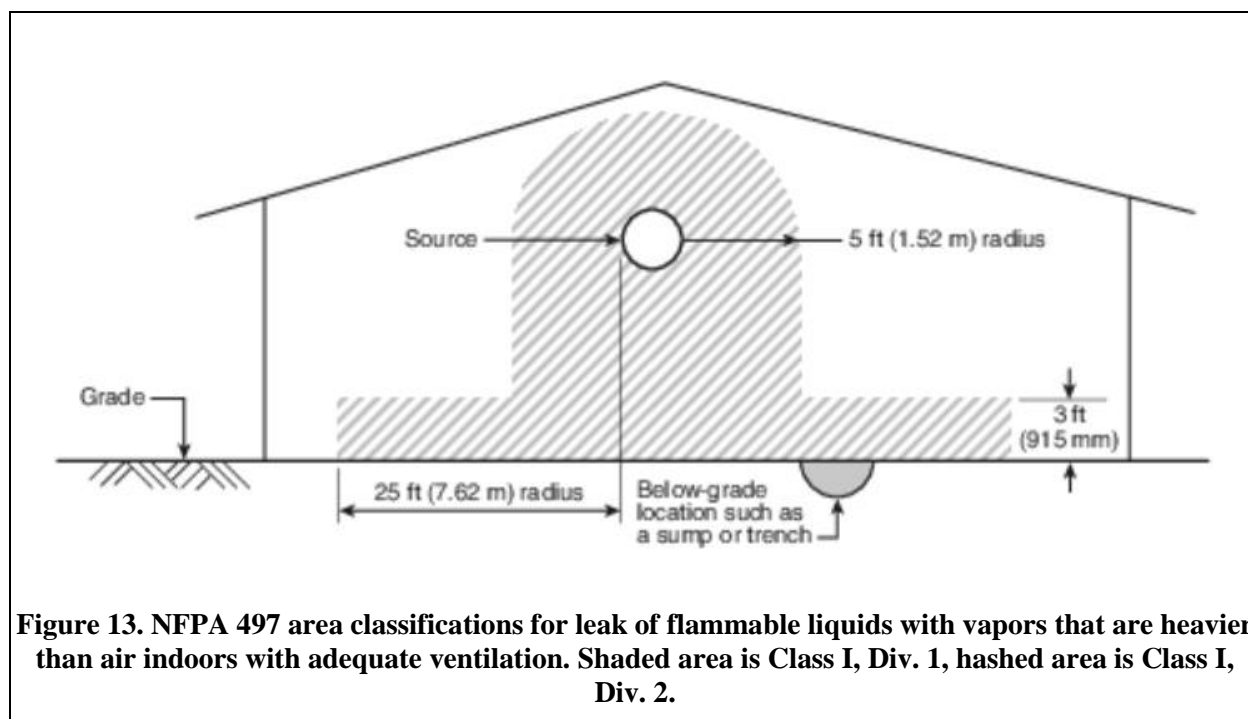 Source
5 ft (1.52 m) radius
Grade
3 ft
(915 mm)
25 ft (7.62 m) radius
Below-grade
location such as
a sump or trench
Figure 13. NFPA 497 area classifications for leak of flammable liquids with vapors that are heavier
than air indoors with adequate ventilation. Shaded area is Class I, Div. 1, hashed area is Class I,
Div. 2.